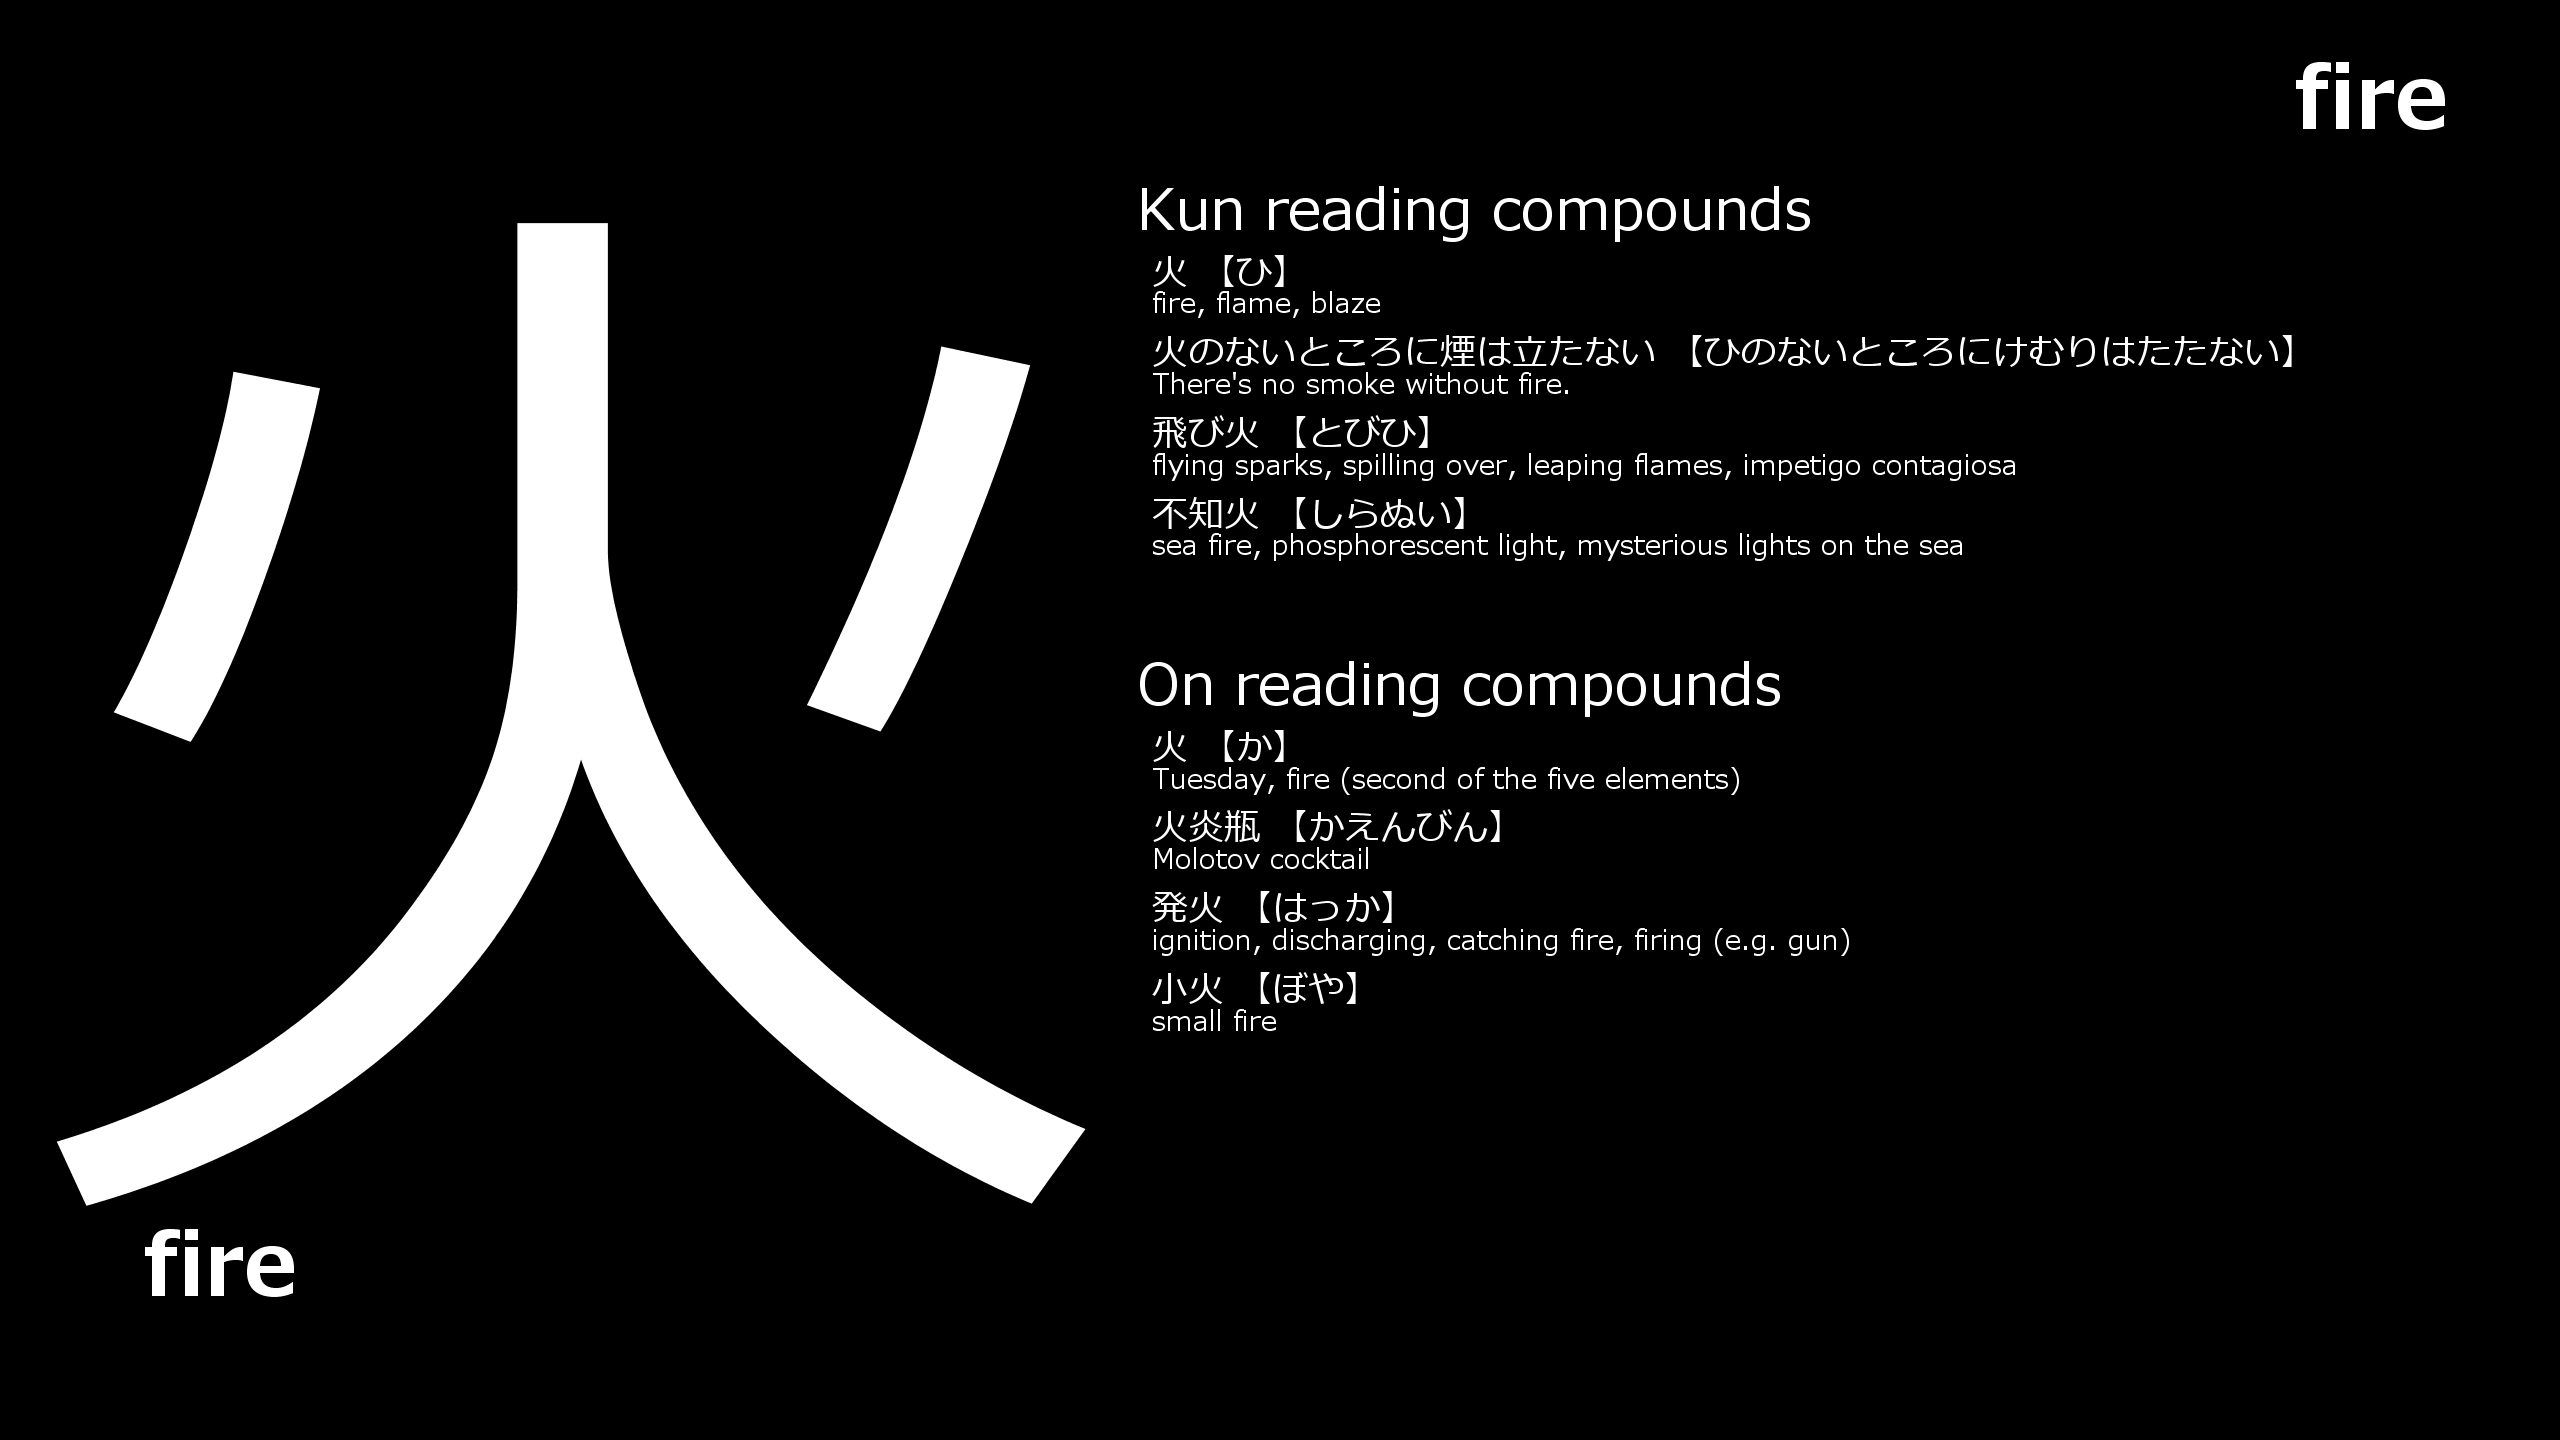 fire
火
fire
Kun reading compounds
火 【ひ】
fire, flame, blaze
火のないところに煙は立たない 【ひのないところにけむりはたたない】
There's no smoke without fire.
飛び火 【とびひ】
flying sparks, spilling over, leaping flames, impetigo contagiosa
不知火 【しらぬい】
sea fire, phosphorescent light, mysterious lights on the sea
On reading compounds
火 【か】
Tuesday, fire (second of the five elements)
火炎瓶 【かえんびん】
Molotov cocktail
発火 【はっか】
ignition, discharging, catching fire, firing (e.g. gun)
小火 【ぼや】
small fire